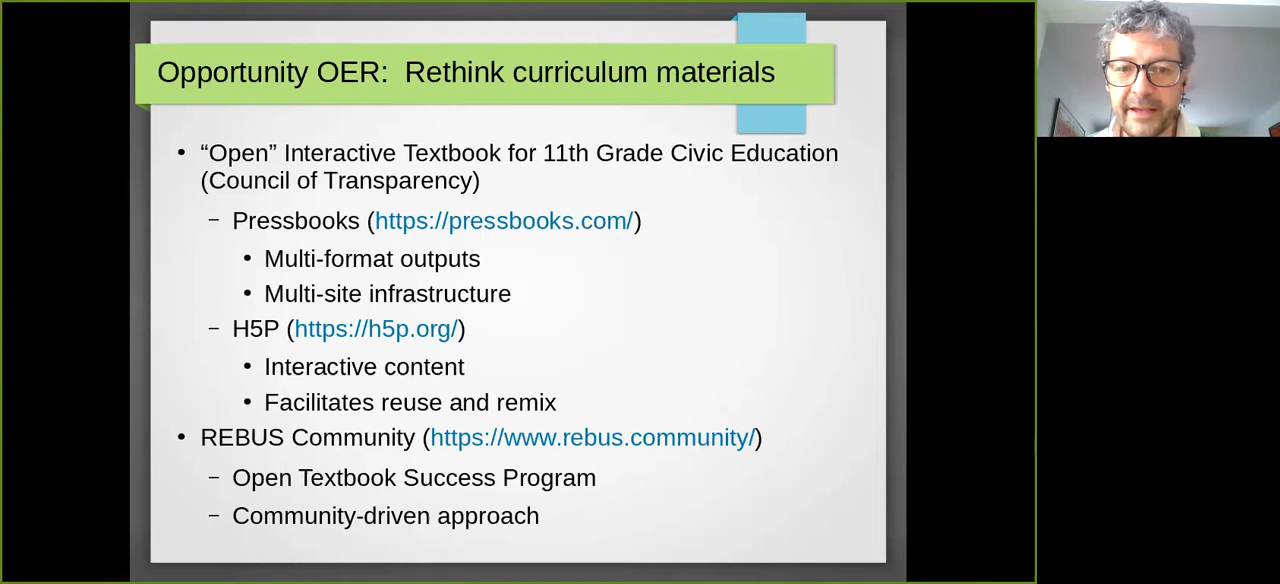 Opportunity OER:  Rethink curriculum materials
• “Open” Interactive Textbook for 11th Grade Civic Education
(Council of Transparency)
– Pressbooks (https://pressbooks.com/)
• Multi-format outputs
• Multi-site infrastructure
– H5P (https://h5p.org/)
• Interactive content
• Facilitates reuse and remix
• REBUS Community (https://www.rebus.community/)
– Open Textbook Success Program
– Community-driven approach